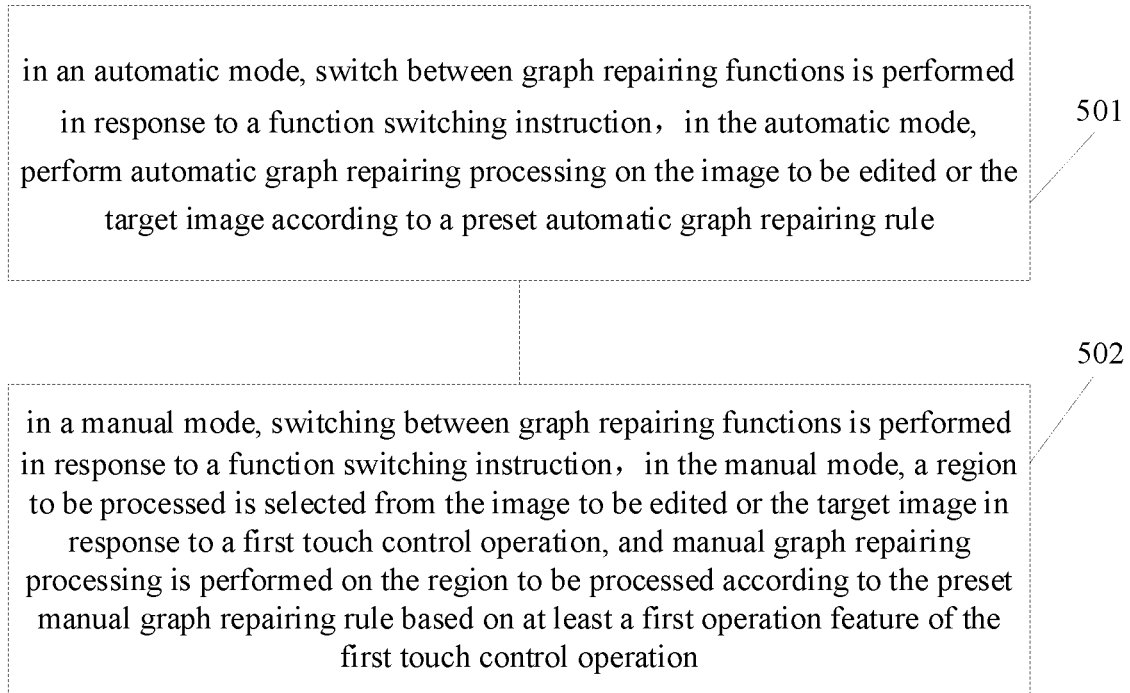 in an automatic mode, switch between graph repairing functions is performed
in response to a function switching instruction，in the automatic mode,
perform automatic graph repairing processing on the image to be edited or the
target image according to a preset automatic graph repairing rule
501
502
in a manual mode, switching between graph repairing functions is performed
in response to a function switching instruction，in the manual mode, a region
to be processed is selected from the image to be edited or the target image in
response to a first touch control operation, and manual graph repairing
processing is performed on the region to be processed according to the preset
manual graph repairing rule based on at least a first operation feature of the
first touch control operation